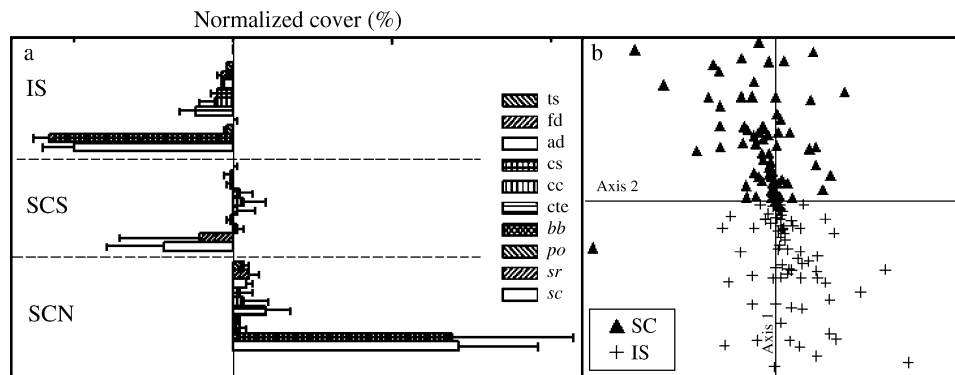 Normalized cover (%)
a
IS
SCS
SCN
ts
fd
ad
cs
cc
cte
bb
po
sr
sc
b
Axis 2
Axis 1
SC
IS